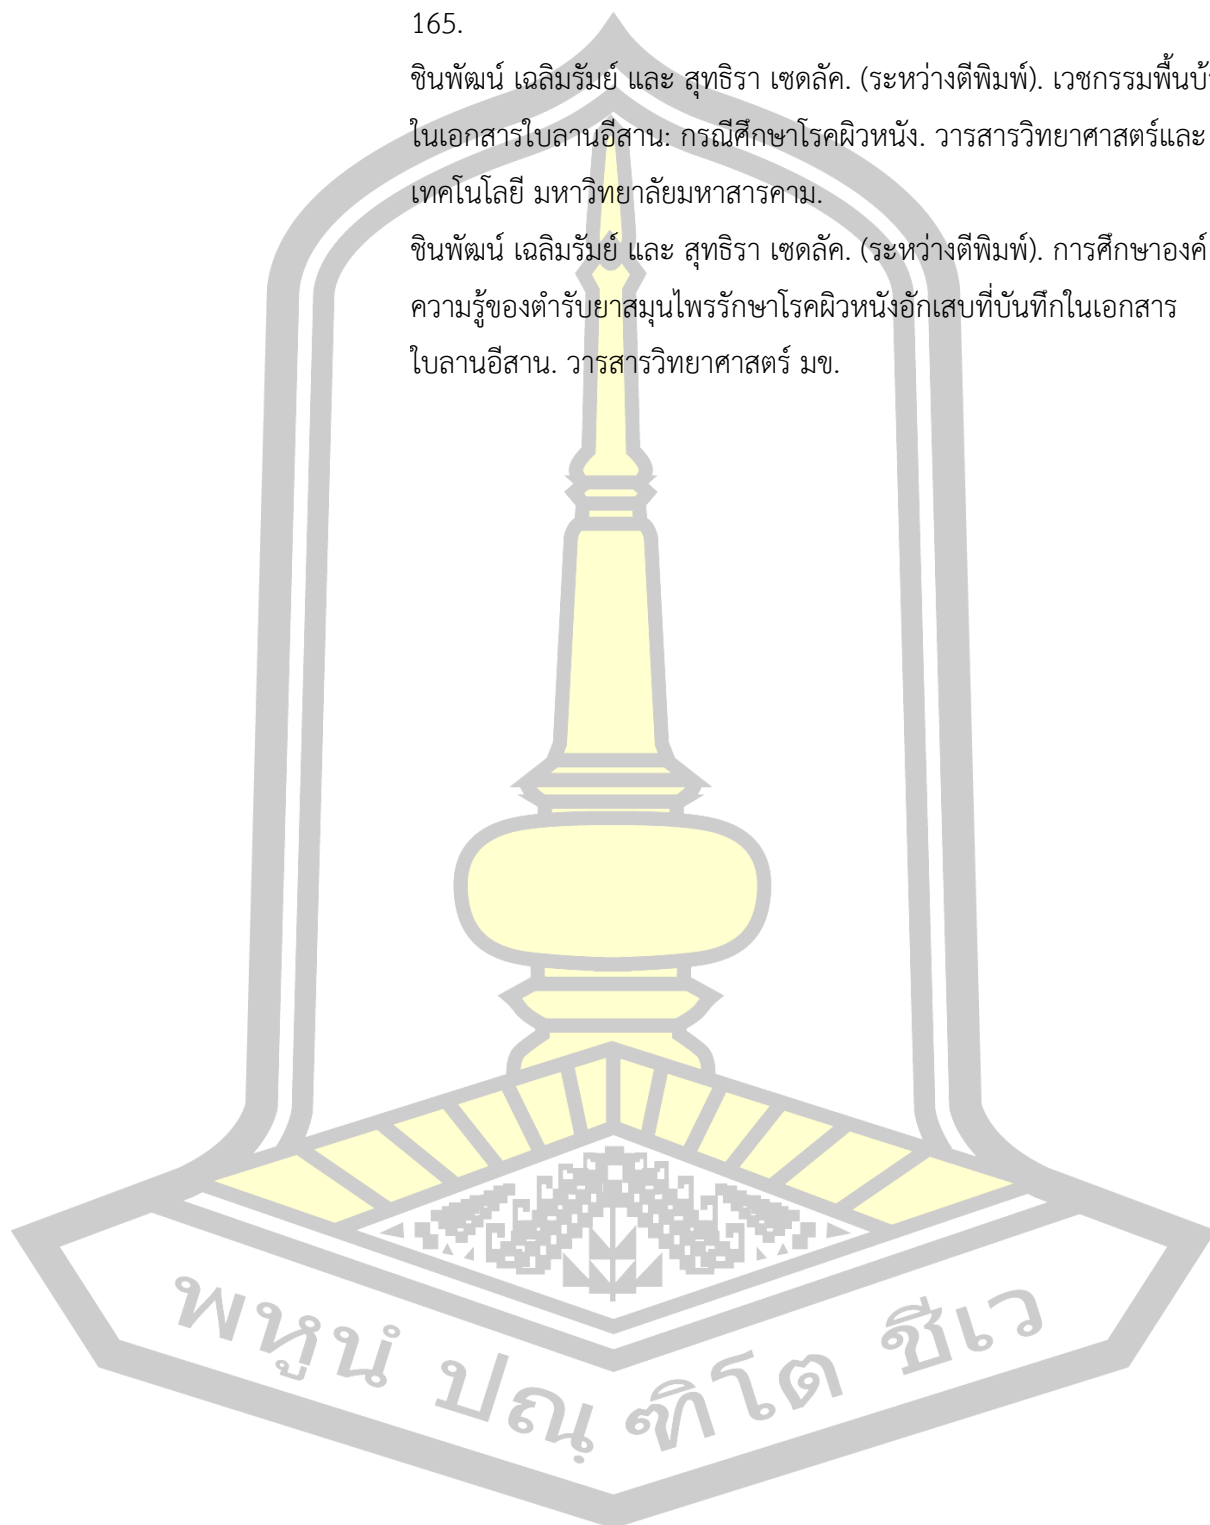 165.
ชินพัฒน์ เฉลิมรัมย์ และ สุทธิรา เซดลัค. (ระหว่างตีพิมพ์). เวชกรรมพื้นบ้
ในเอกสารใบลานอีสาน: กรณีศึกษาโรคผิวหนัง. วารสารวิทยาศาสตร์และ
เทคโนโลยี มหาวิทยาลัยมหาสารคาม.
ชินพัฒน์ เฉลิมรัมย์ และ สุทธิรา เซดลัค. (ระหว่างตีพิมพ์). การศึกษาองค์
ความรู้ของตำรับยาสมุนไพรรักษาโรคผิวหนังอักเสบที่บันทึกในเอกสาร
ใบลานอีสาน. วารสารวิทยาศาสตร์ มข.
พหูนํ ปณฺฑิโต ชีเว